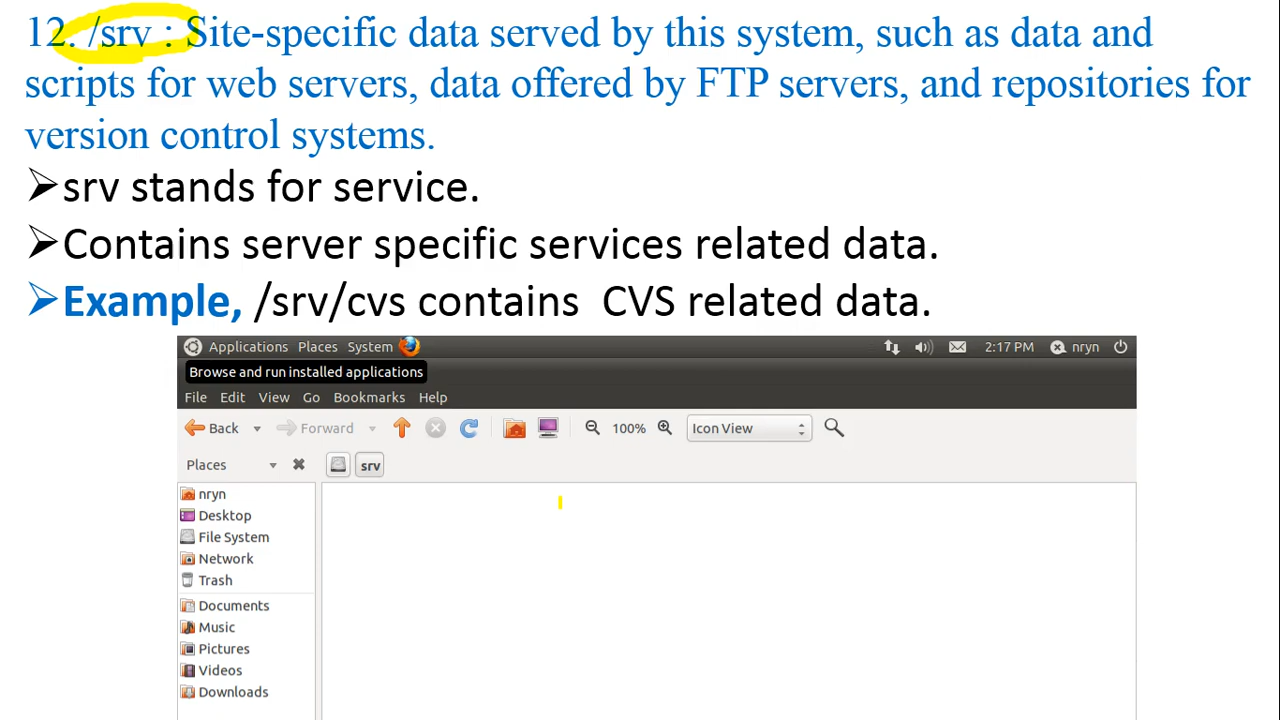 12. /srv : Site-specific data served by this system, such as data and
scripts for web servers, data offered by FTP servers, and repositories for
version control systems.
➢srv stands for service.
➢Contains server specific services related data.
➢Example, /srv/cvs contains CVS related data.
Applications Places System 2:17 PM nryn
Browse and run installed applications
File Edit View Go Bookmarks Help
Back Forward 100% Icon View
Places srv
nryn
Desktop
File System
Network
Trash
Documents
Music
Pictures
Videos
Downloads